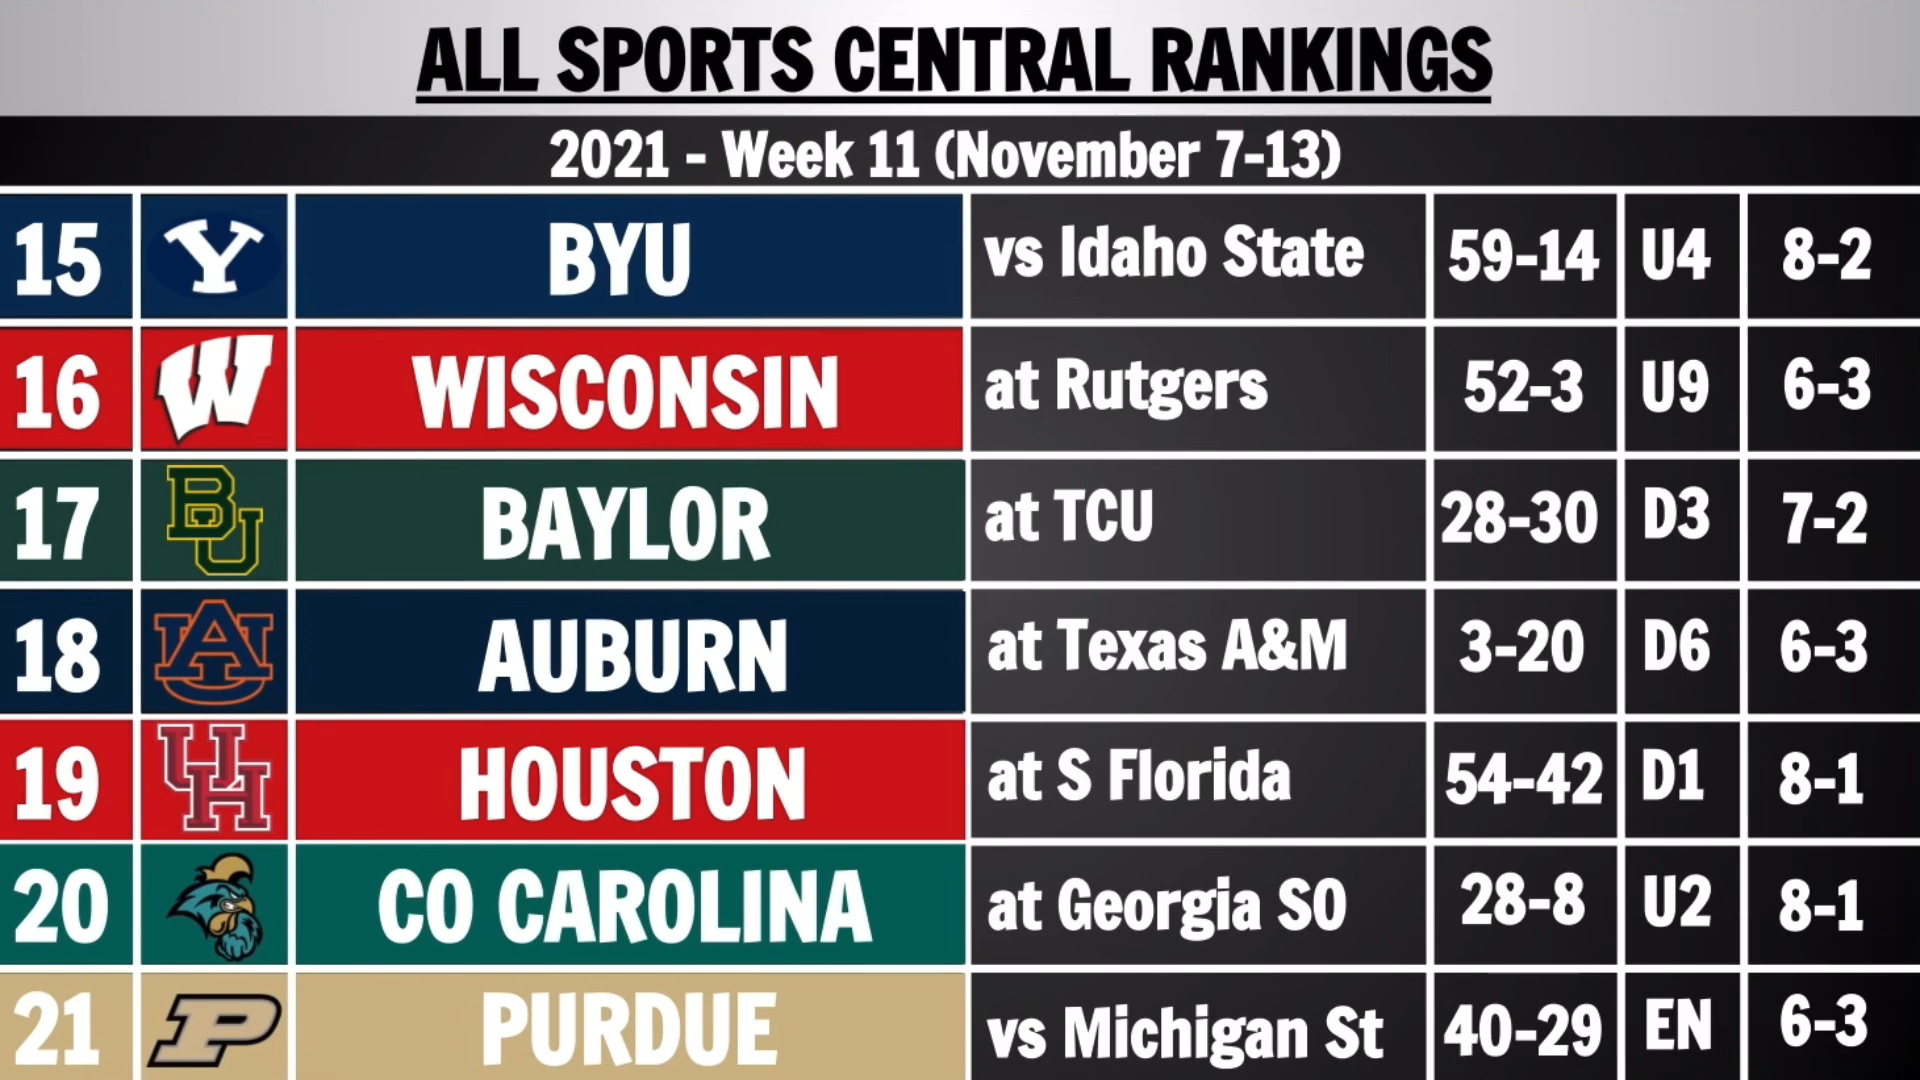 ALL SPORTS CENTRAL RANKINGS
2021 - Week 11 (November 7-13)
15 Y BYU vs Idaho State 59-14 U4 8-2
16 W WISCONSIN at Rutgers 52-3 U9 6-3
17 BU BAYLOR at TCU 28-30 D3 7-2
18 AU AUBURN at Texas A&M 3-20 D6 6-3
19 UH HOUSTON at S Florida 54-42 D1 8-1
20 CO CAROLINA at Georgia SO 28-8 U2 8-1
21 P PURDUE vs Michigan St 40-29 EN 6-3